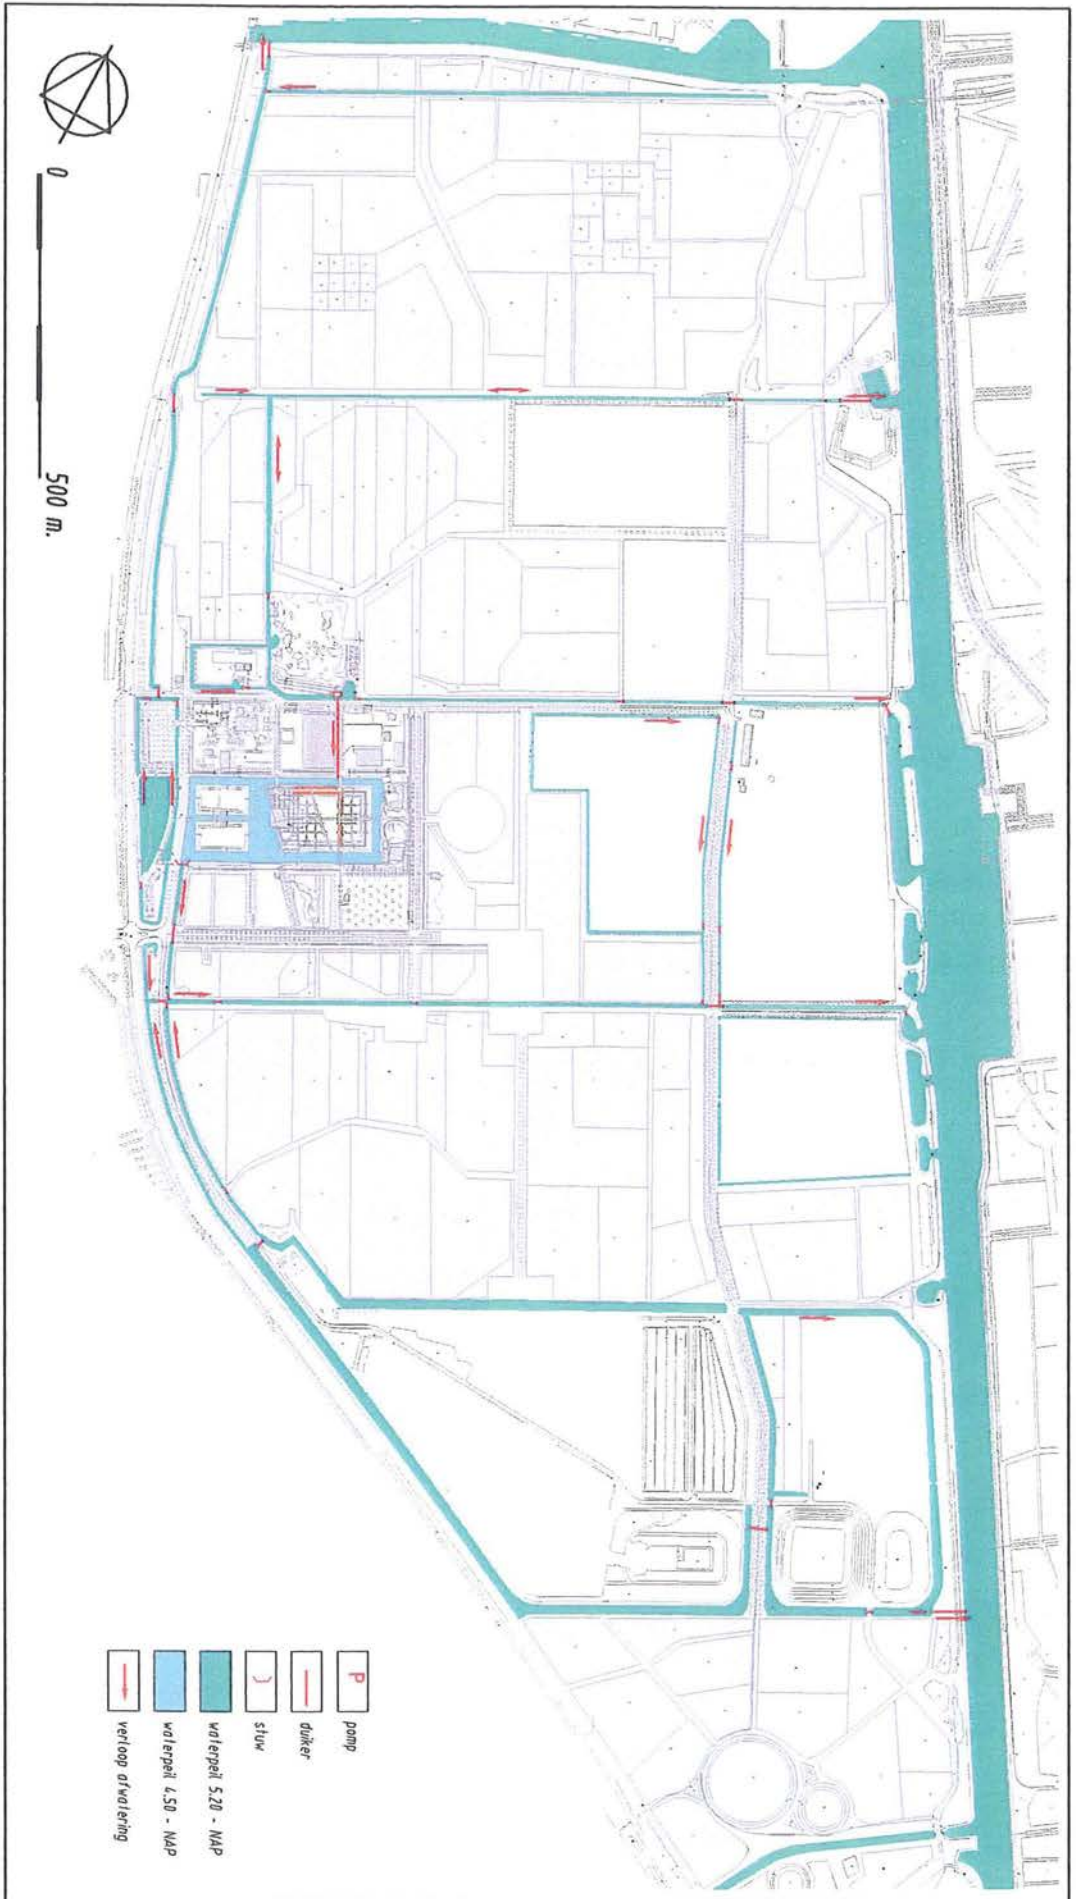 0
500 m.
P
pomp
duiker
stuw
waterpeil 5.20 - NAP
waterpeil 4.50 - NAP
verloop afwatering